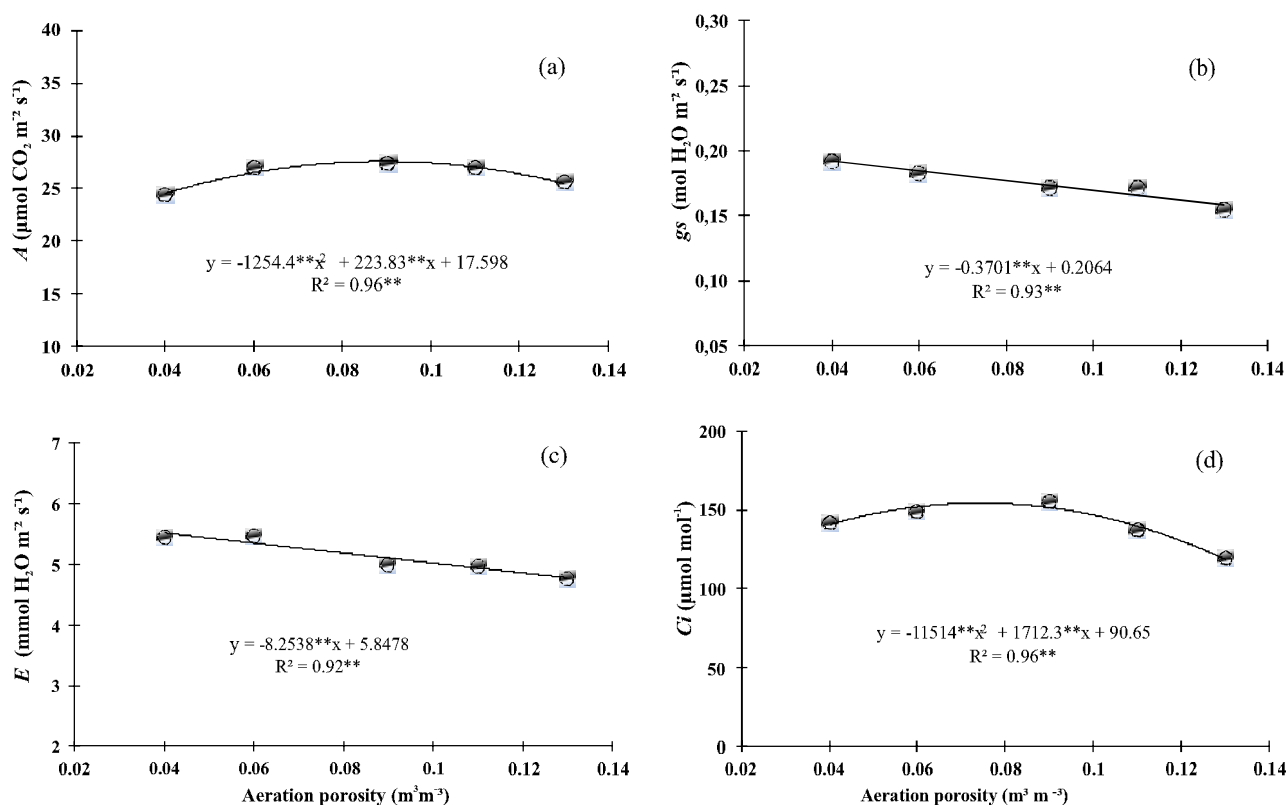 40
35
30
25
20
15
10
A (µmol CO₂ m⁻² s⁻¹)
(a)
y = -1254.4**x² + 223.83**x + 17.598
R² = 0.96**
0.02 0.04 0.06 0.08 0.1 0.12 0.14
0,30
0,25
0,20
0,15
0,10
0,05
gs (mol H₂O m⁻² s⁻¹)
(b)
y = -0.3701**x + 0.2064
R² = 0.93**
0.02 0.04 0.06 0.08 0.1 0.12 0.14
7
6
5
4
3
2
E (mmol H₂O m⁻² s⁻¹)
(c)
y = -8.2538**x + 5.8478
R² = 0.92**
0.02 0.04 0.06 0.08 0.1 0.12 0.14
Aeration porosity (m³m⁻³)
200
150
100
50
0
Ci (µmol mol⁻¹)
(d)
y = -11514**x² + 1712.3**x + 90.65
R² = 0.96**
0.02 0.04 0.06 0.08 0.1 0.12 0.14
Aeration porosity (m³ m⁻³)